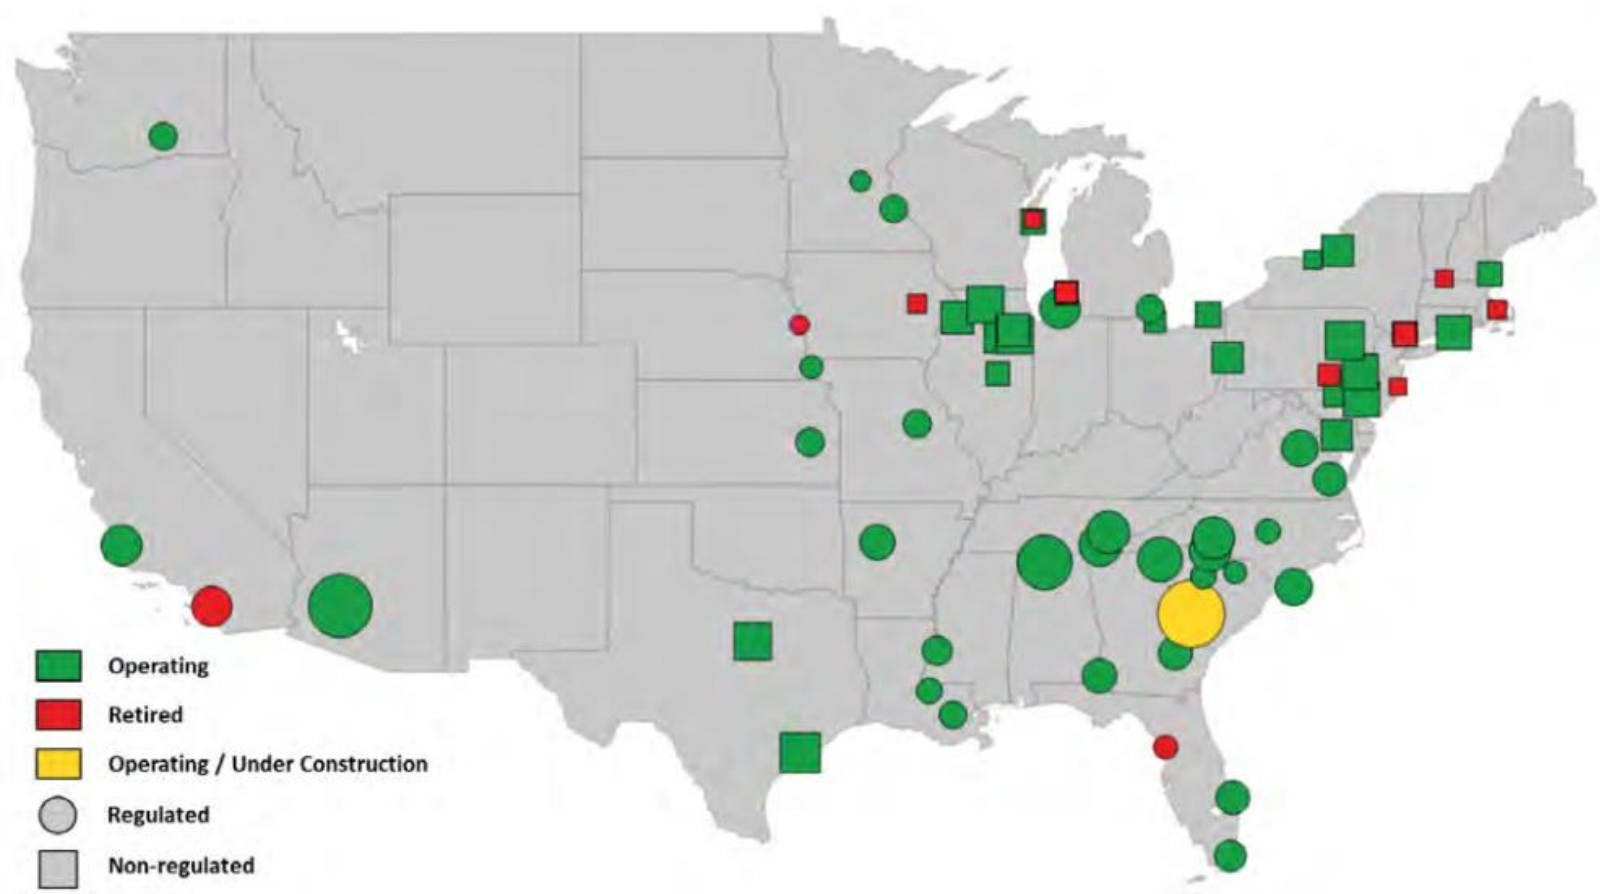 Operating
Retired
Operating / Under Construction
Regulated
Non-regulated